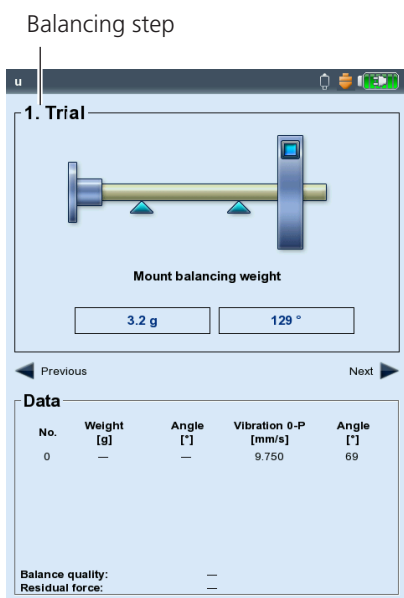 Balancing step
u
1. Trial
Mount balancing weight
3.2 g 129 °
Previous Next
Data
No. Weight [g] Angle [°] Vibration 0-P [mm/s] Angle [°]
0 — — 9.750 69
Balance quality: —
Residual force: —